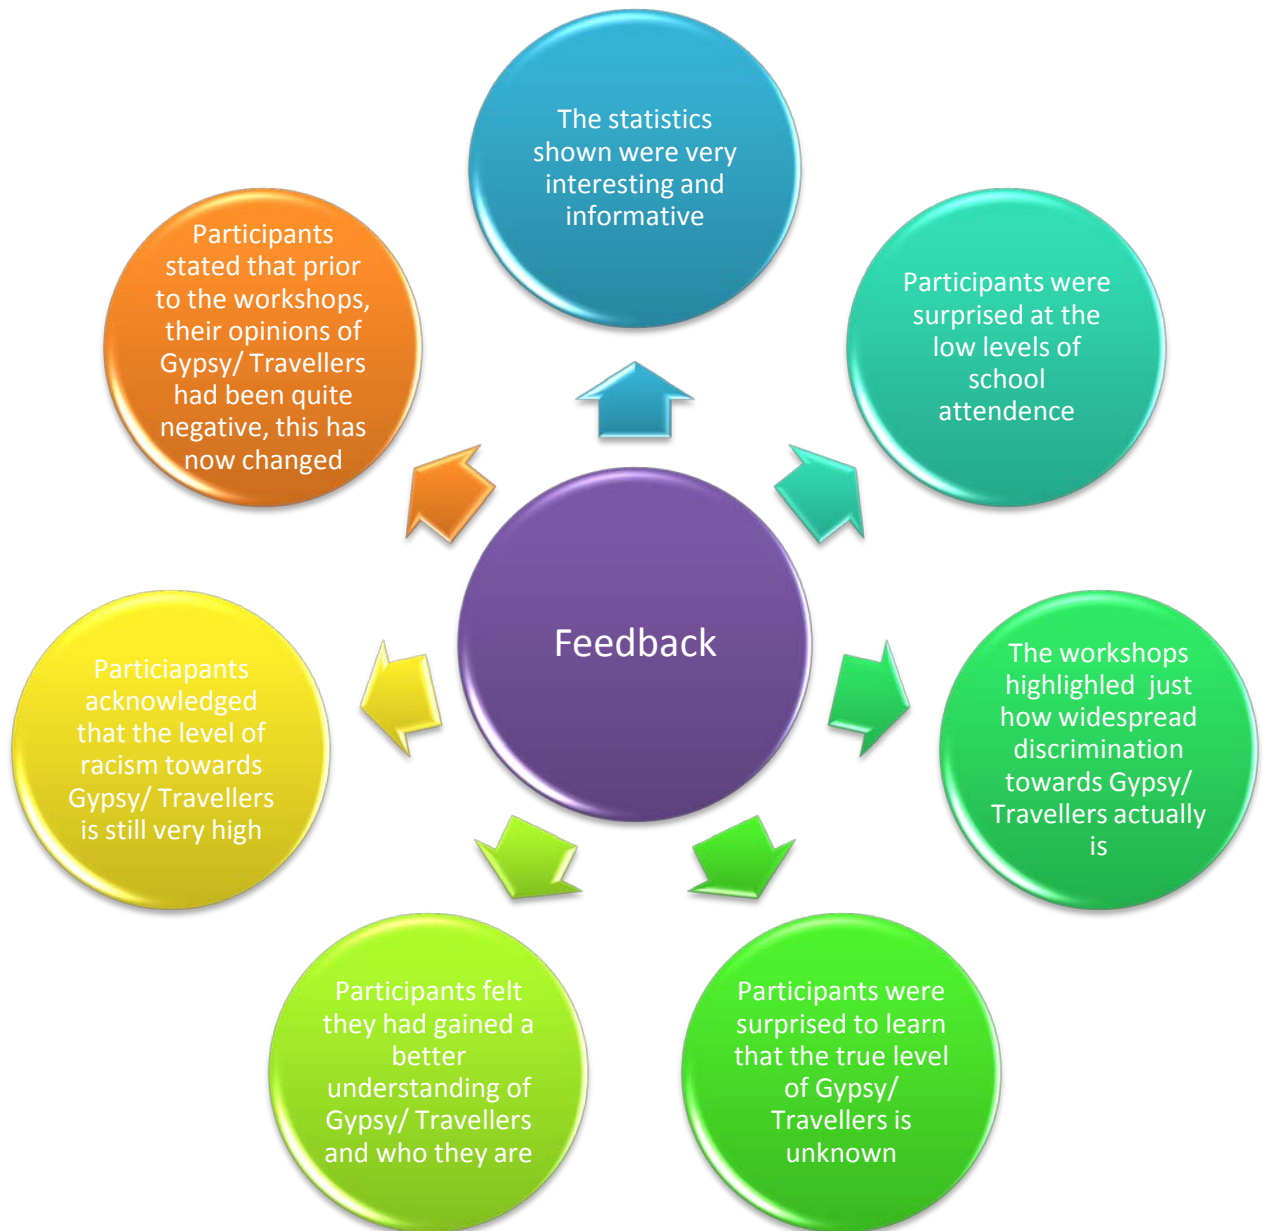 The statistics
shown were very
interesting and
informative
Participants were
surprised at the
low levels of
school
attendence
The workshops
highlighted  just
how widespread
discrimination
towards Gypsy/
Travellers actually
is
Participants were
surprised to learn
that the true level
of Gypsy/
Travellers is
unknown
Participants felt
they had gained a
better
understanding of
Gypsy/ Travellers
and who they are
Particiapants
acknowledged
that the level of
racism towards
Gypsy/ Travellers
is still very high
Participants
stated that prior
to the workshops,
their opinions of
Gypsy/ Travellers
had been quite
negative, this has
now changed
Feedback